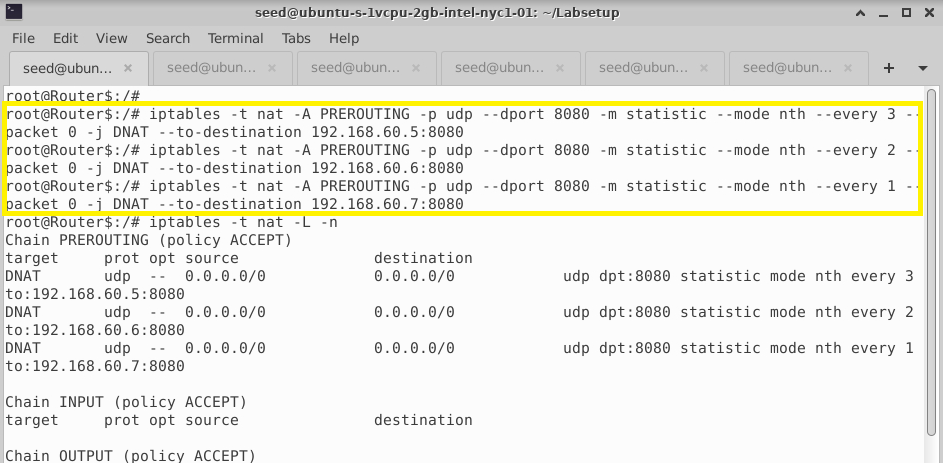 seed@ubuntu-s-1vcpu-2gb-intel-nyc1-01: ~/Labsetup
File Edit View Search Terminal Tabs Help
seed@ubun... × seed@ubun... × seed@ubun... × seed@ubun... × seed@ubun... × seed@ubun... × +
root@Router$:/#
root@Router$:/# iptables -t nat -A PREROUTING -p udp --dport 8080 -m statistic --mode nth --every 3 --
packet 0 -j DNAT --to-destination 192.168.60.5:8080
root@Router$:/# iptables -t nat -A PREROUTING -p udp --dport 8080 -m statistic --mode nth --every 2 --
packet 0 -j DNAT --to-destination 192.168.60.6:8080
root@Router$:/# iptables -t nat -A PREROUTING -p udp --dport 8080 -m statistic --mode nth --every 1 --
packet 0 -j DNAT --to-destination 192.168.60.7:8080
root@Router$:/# iptables -t nat -L -n
Chain PREROUTING (policy ACCEPT)
target     prot opt source               destination
DNAT       udp  --  0.0.0.0/0            0.0.0.0/0            udp dpt:8080 statistic mode nth every 3
to:192.168.60.5:8080
DNAT       udp  --  0.0.0.0/0            0.0.0.0/0            udp dpt:8080 statistic mode nth every 2
to:192.168.60.6:8080
DNAT       udp  --  0.0.0.0/0            0.0.0.0/0            udp dpt:8080 statistic mode nth every 1
to:192.168.60.7:8080
Chain INPUT (policy ACCEPT)
target     prot opt source               destination
Chain OUTPUT (policy ACCEPT)